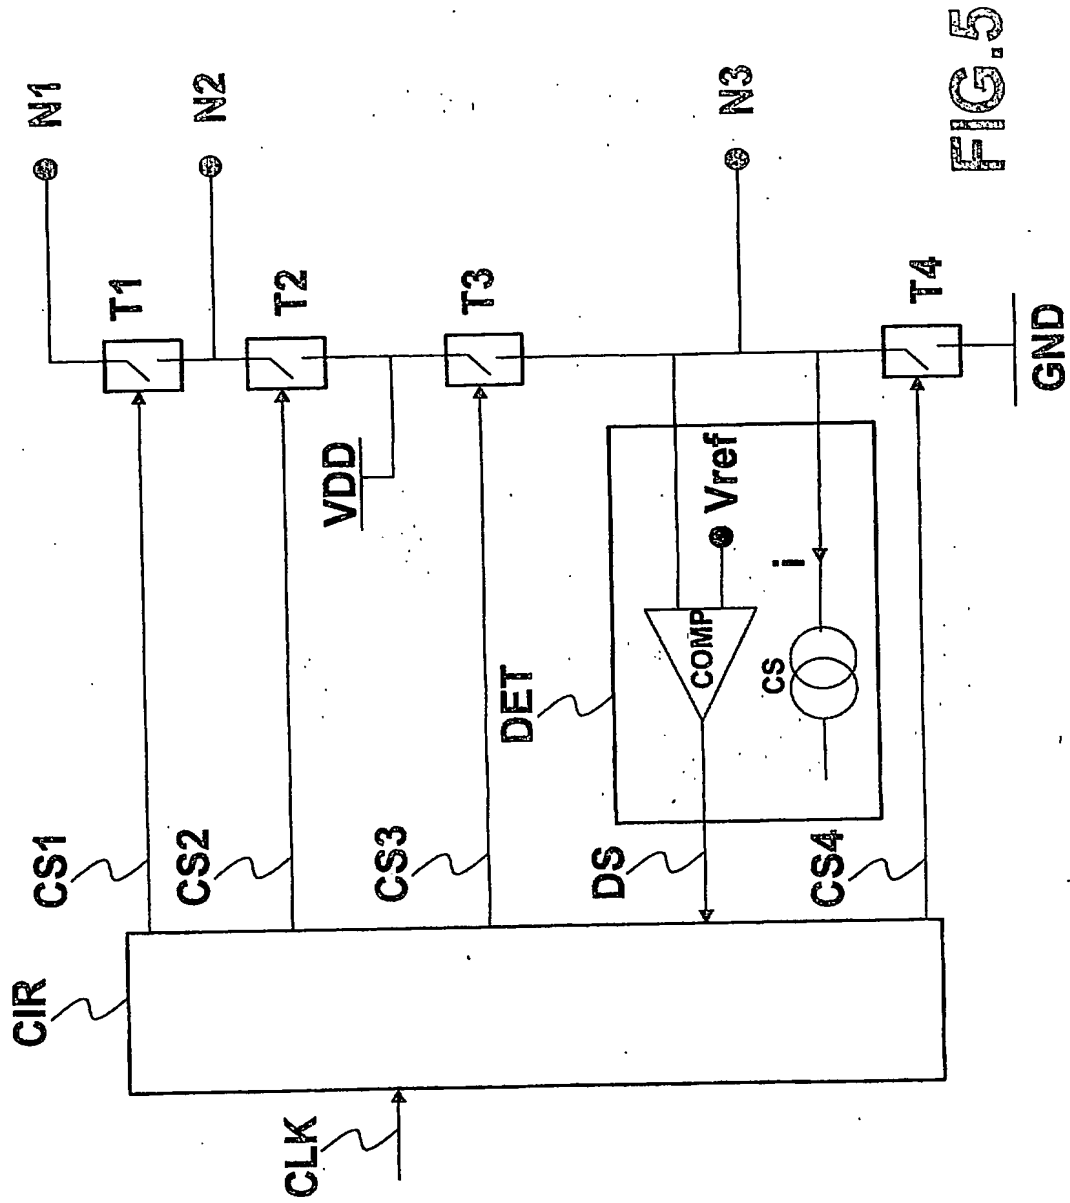 N1
N2
N3
T1
T2
T3
T4
VDD
GND
Vref
i
COMP
CS
DET
CS1
CS2
CS3
DS
CS4
CIR
CLK
FIG.5